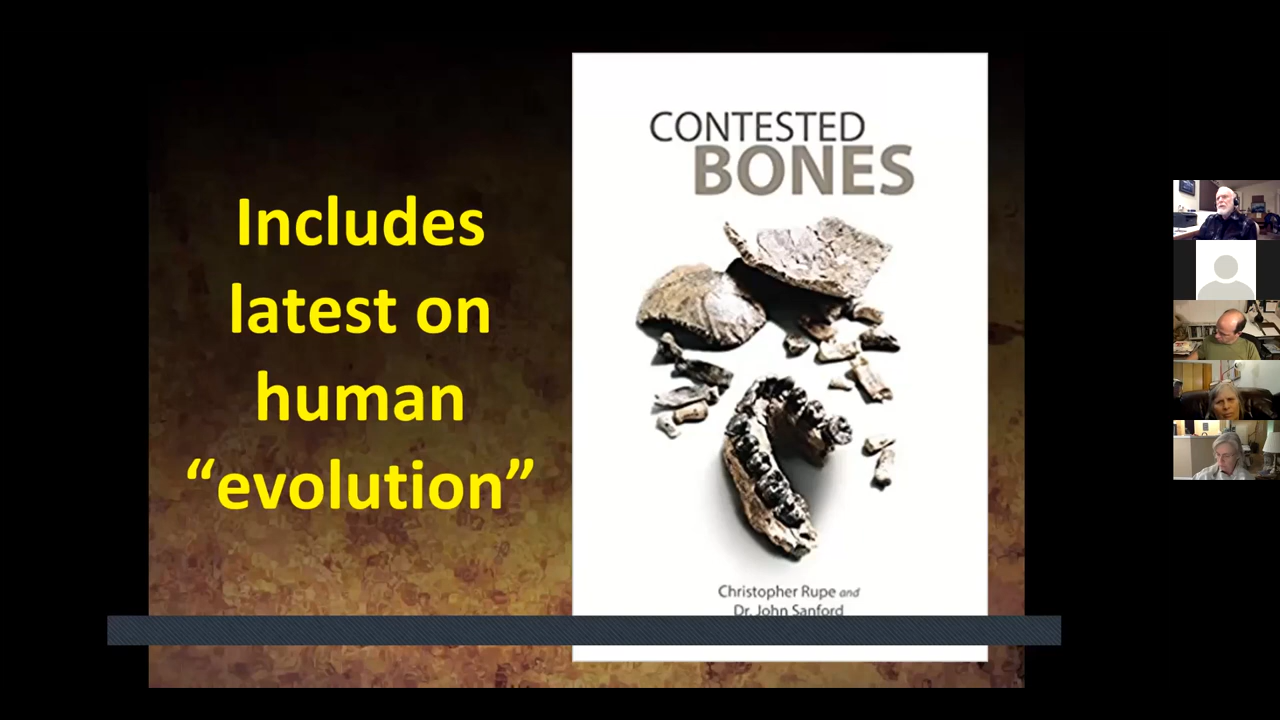 Includes
latest on
human
“evolution”
CONTESTED
BONES
Christopher Rupe and
Dr. John Sanford